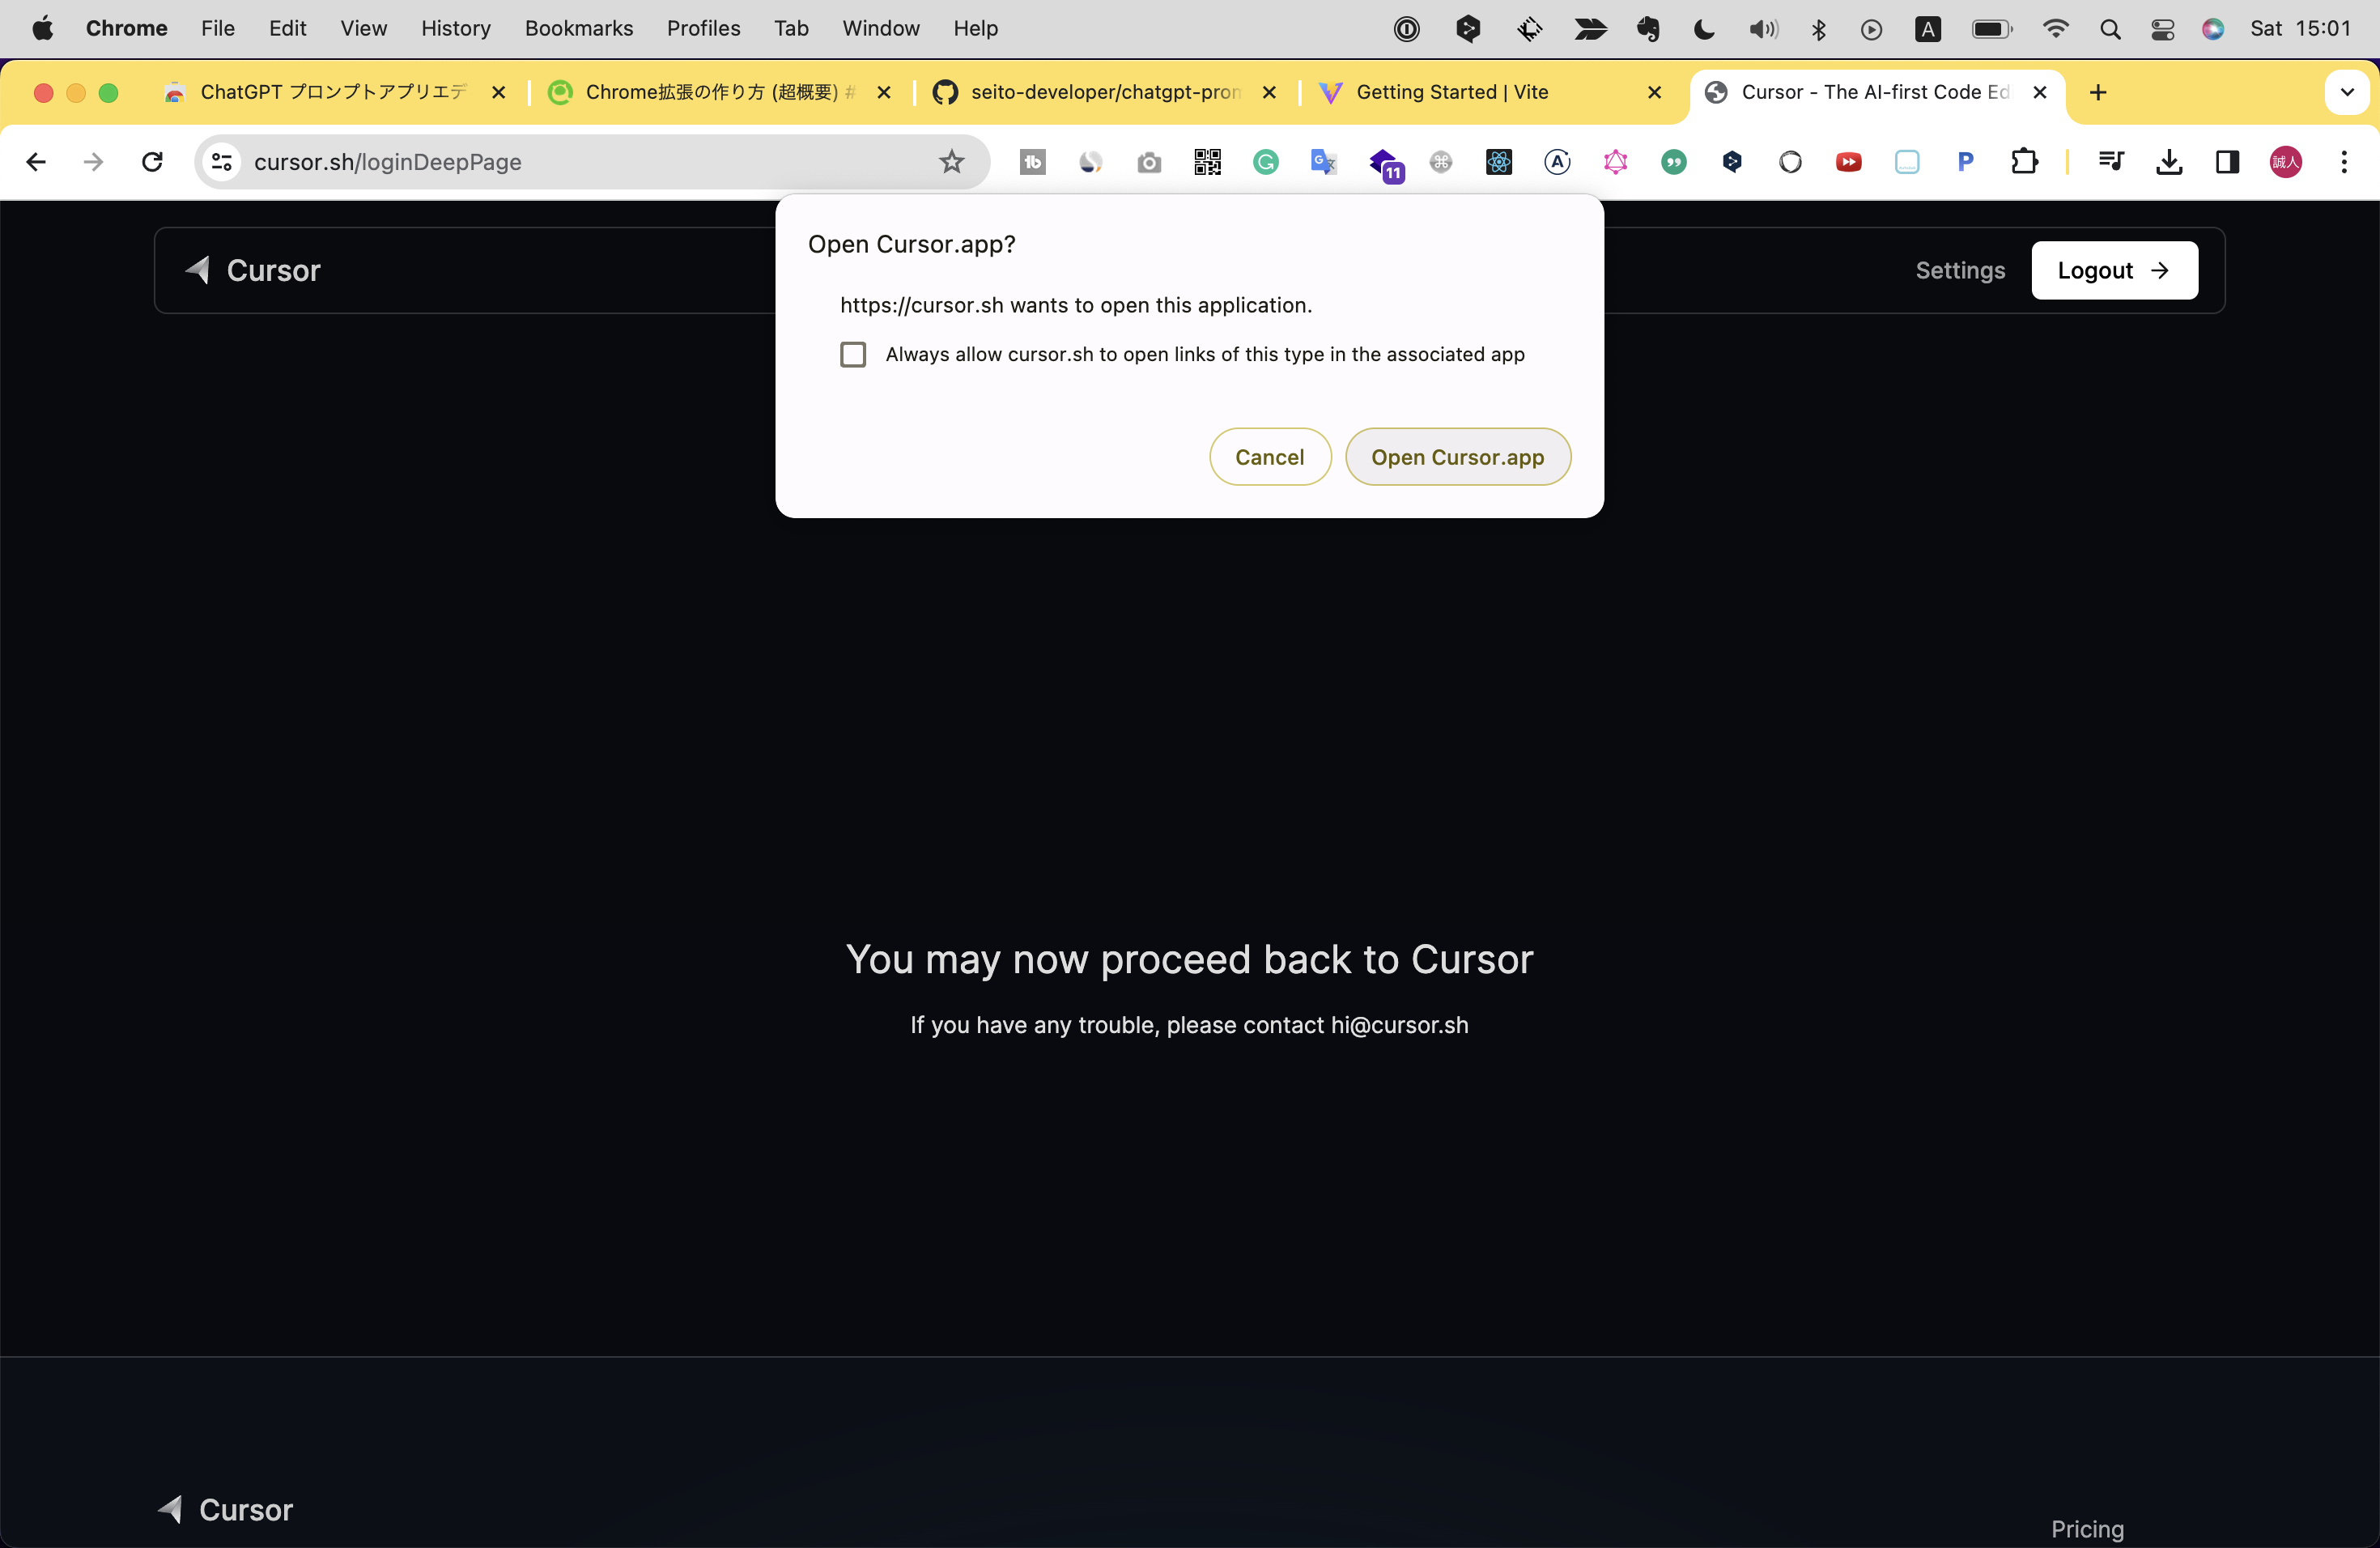 Chrome File Edit View History Bookmarks Profiles Tab Window Help A Sat 15:01
ChatGPT プロンプトアプリエデ Chrome拡張の作り方 (超概要) # seito-developer/chatgpt-pron Getting Started | Vite Cursor - The AI-first Code Ed
cursor.sh/loginDeepPage tb G 11 A P 誠人
Cursor Settings Logout →
Open Cursor.app?
https://cursor.sh wants to open this application.
Always allow cursor.sh to open links of this type in the associated app
Cancel Open Cursor.app
You may now proceed back to Cursor
If you have any trouble, please contact hi@cursor.sh
Cursor
Pricing